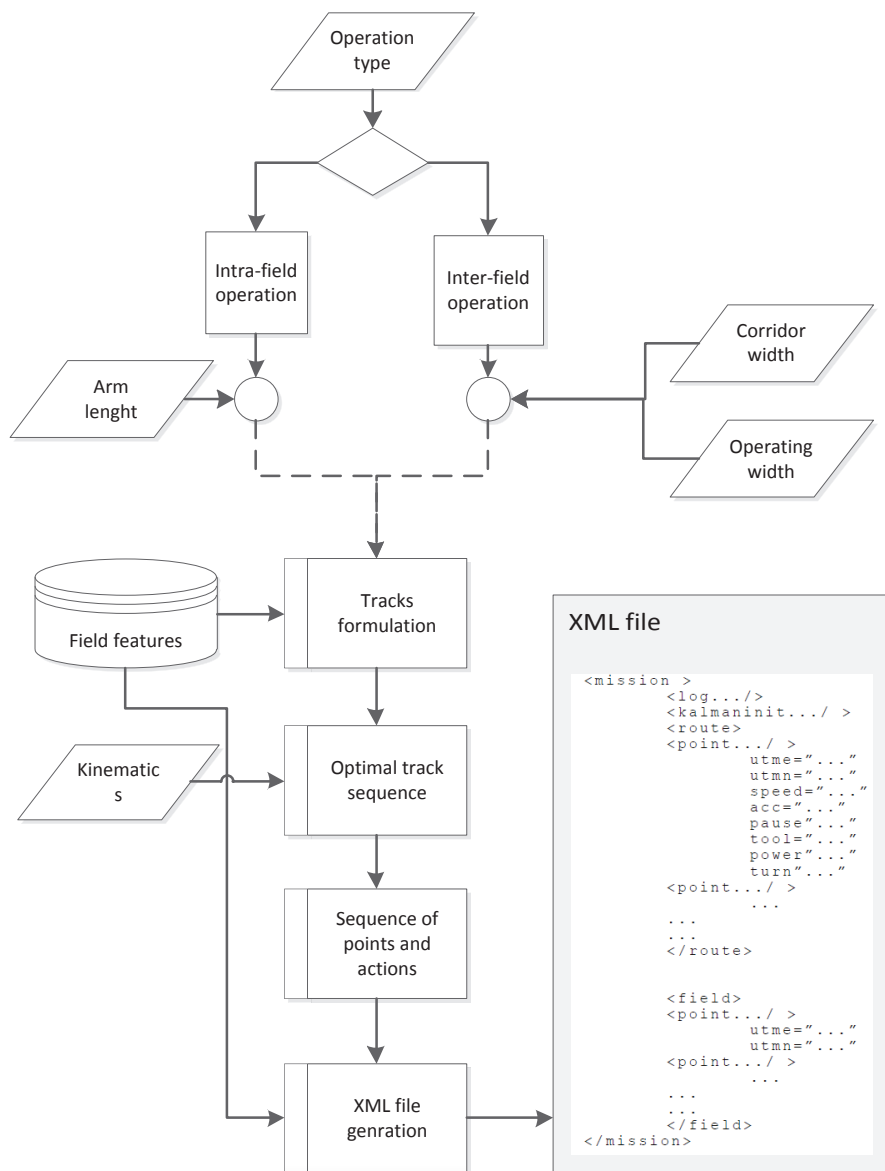 Operation
type
Intra-field
operation
Inter-field
operation
Corridor
width
Arm
lenght
Operating
width
Tracks
formulation
Field features
XML file
Kinematic
s
Optimal track
sequence
Sequence of
points and
actions
XML file
genration
<mission >
<log.../>
<kalmaninit.../ >
<route>
<point.../ >
utme="..."
utmn="..."
speed="..."
acc="..."
pause"..."
tool="..."
power"..."
turn"..."
<point.../ >
...
...
...
</route>
<field>
<point.../ >
utme="..."
utmn="..."
<point.../ >
...
...
...
</field>
</mission>